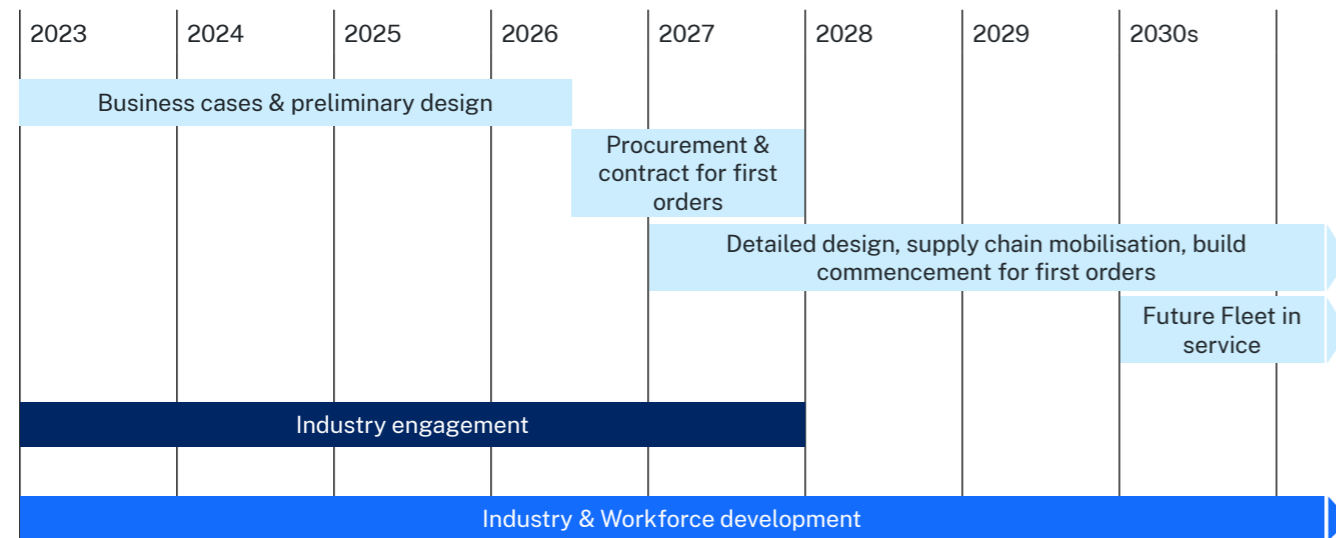 2023
2024
2025
2026
2027
2028
2029
2030s
Business cases & preliminary design
Procurement &
contract for first
orders
Detailed design, supply chain mobilisation, build
commencement for first orders
Future Fleet in
service
Industry engagement
Industry & Workforce development